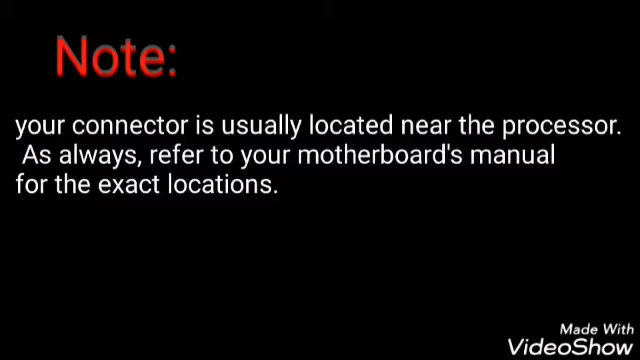 Note:
your connector is usually located near the processor.
As always, refer to your motherboard's manual
for the exact locations.
Made With
VideoShow